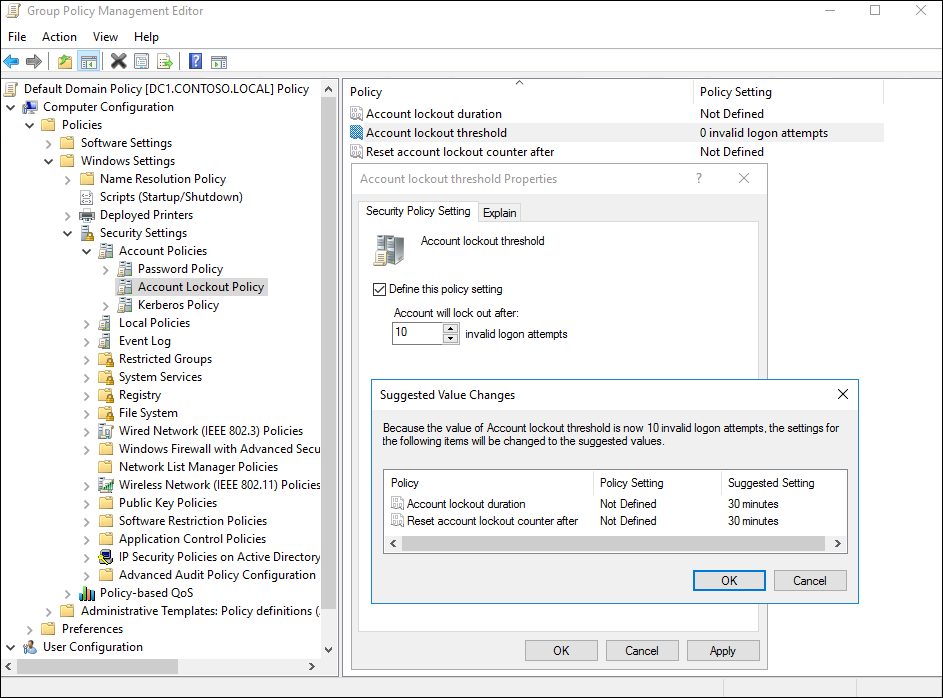 Group Policy Management Editor
File Action View Help
Default Domain Policy [DC1.CONTOSO.LOCAL] Policy
Computer Configuration
Policies
Software Settings
Windows Settings
Name Resolution Policy
Scripts (Startup/Shutdown)
Deployed Printers
Security Settings
Account Policies
Password Policy
Account Lockout Policy
Kerberos Policy
Local Policies
Event Log
Restricted Groups
System Services
Registry
File System
Wired Network (IEEE 802.3) Policies
Windows Firewall with Advanced Secu
Network List Manager Policies
Wireless Network (IEEE 802.11) Policies
Public Key Policies
Software Restriction Policies
Application Control Policies
IP Security Policies on Active Directory
Advanced Audit Policy Configuration
Policy-based QoS
Administrative Templates: Policy definitions (.
Preferences
User Configuration
Policy Policy Setting
Account lockout duration Not Defined
Account lockout threshold 0 invalid logon attempts
Reset account lockout counter after Not Defined
Account lockout threshold Properties ?
Security Policy Setting Explain
Account lockout threshold
Define this policy setting
Account will lock out after:
10 invalid logon attempts
Suggested Value Changes
Because the value of Account lockout threshold is now 10 invalid logon attempts, the settings for
the following items will be changed to the suggested values.
Policy Policy Setting Suggested Setting
Account lockout duration Not Defined 30 minutes
Reset account lockout counter after Not Defined 30 minutes
OK Cancel
OK Cancel Apply